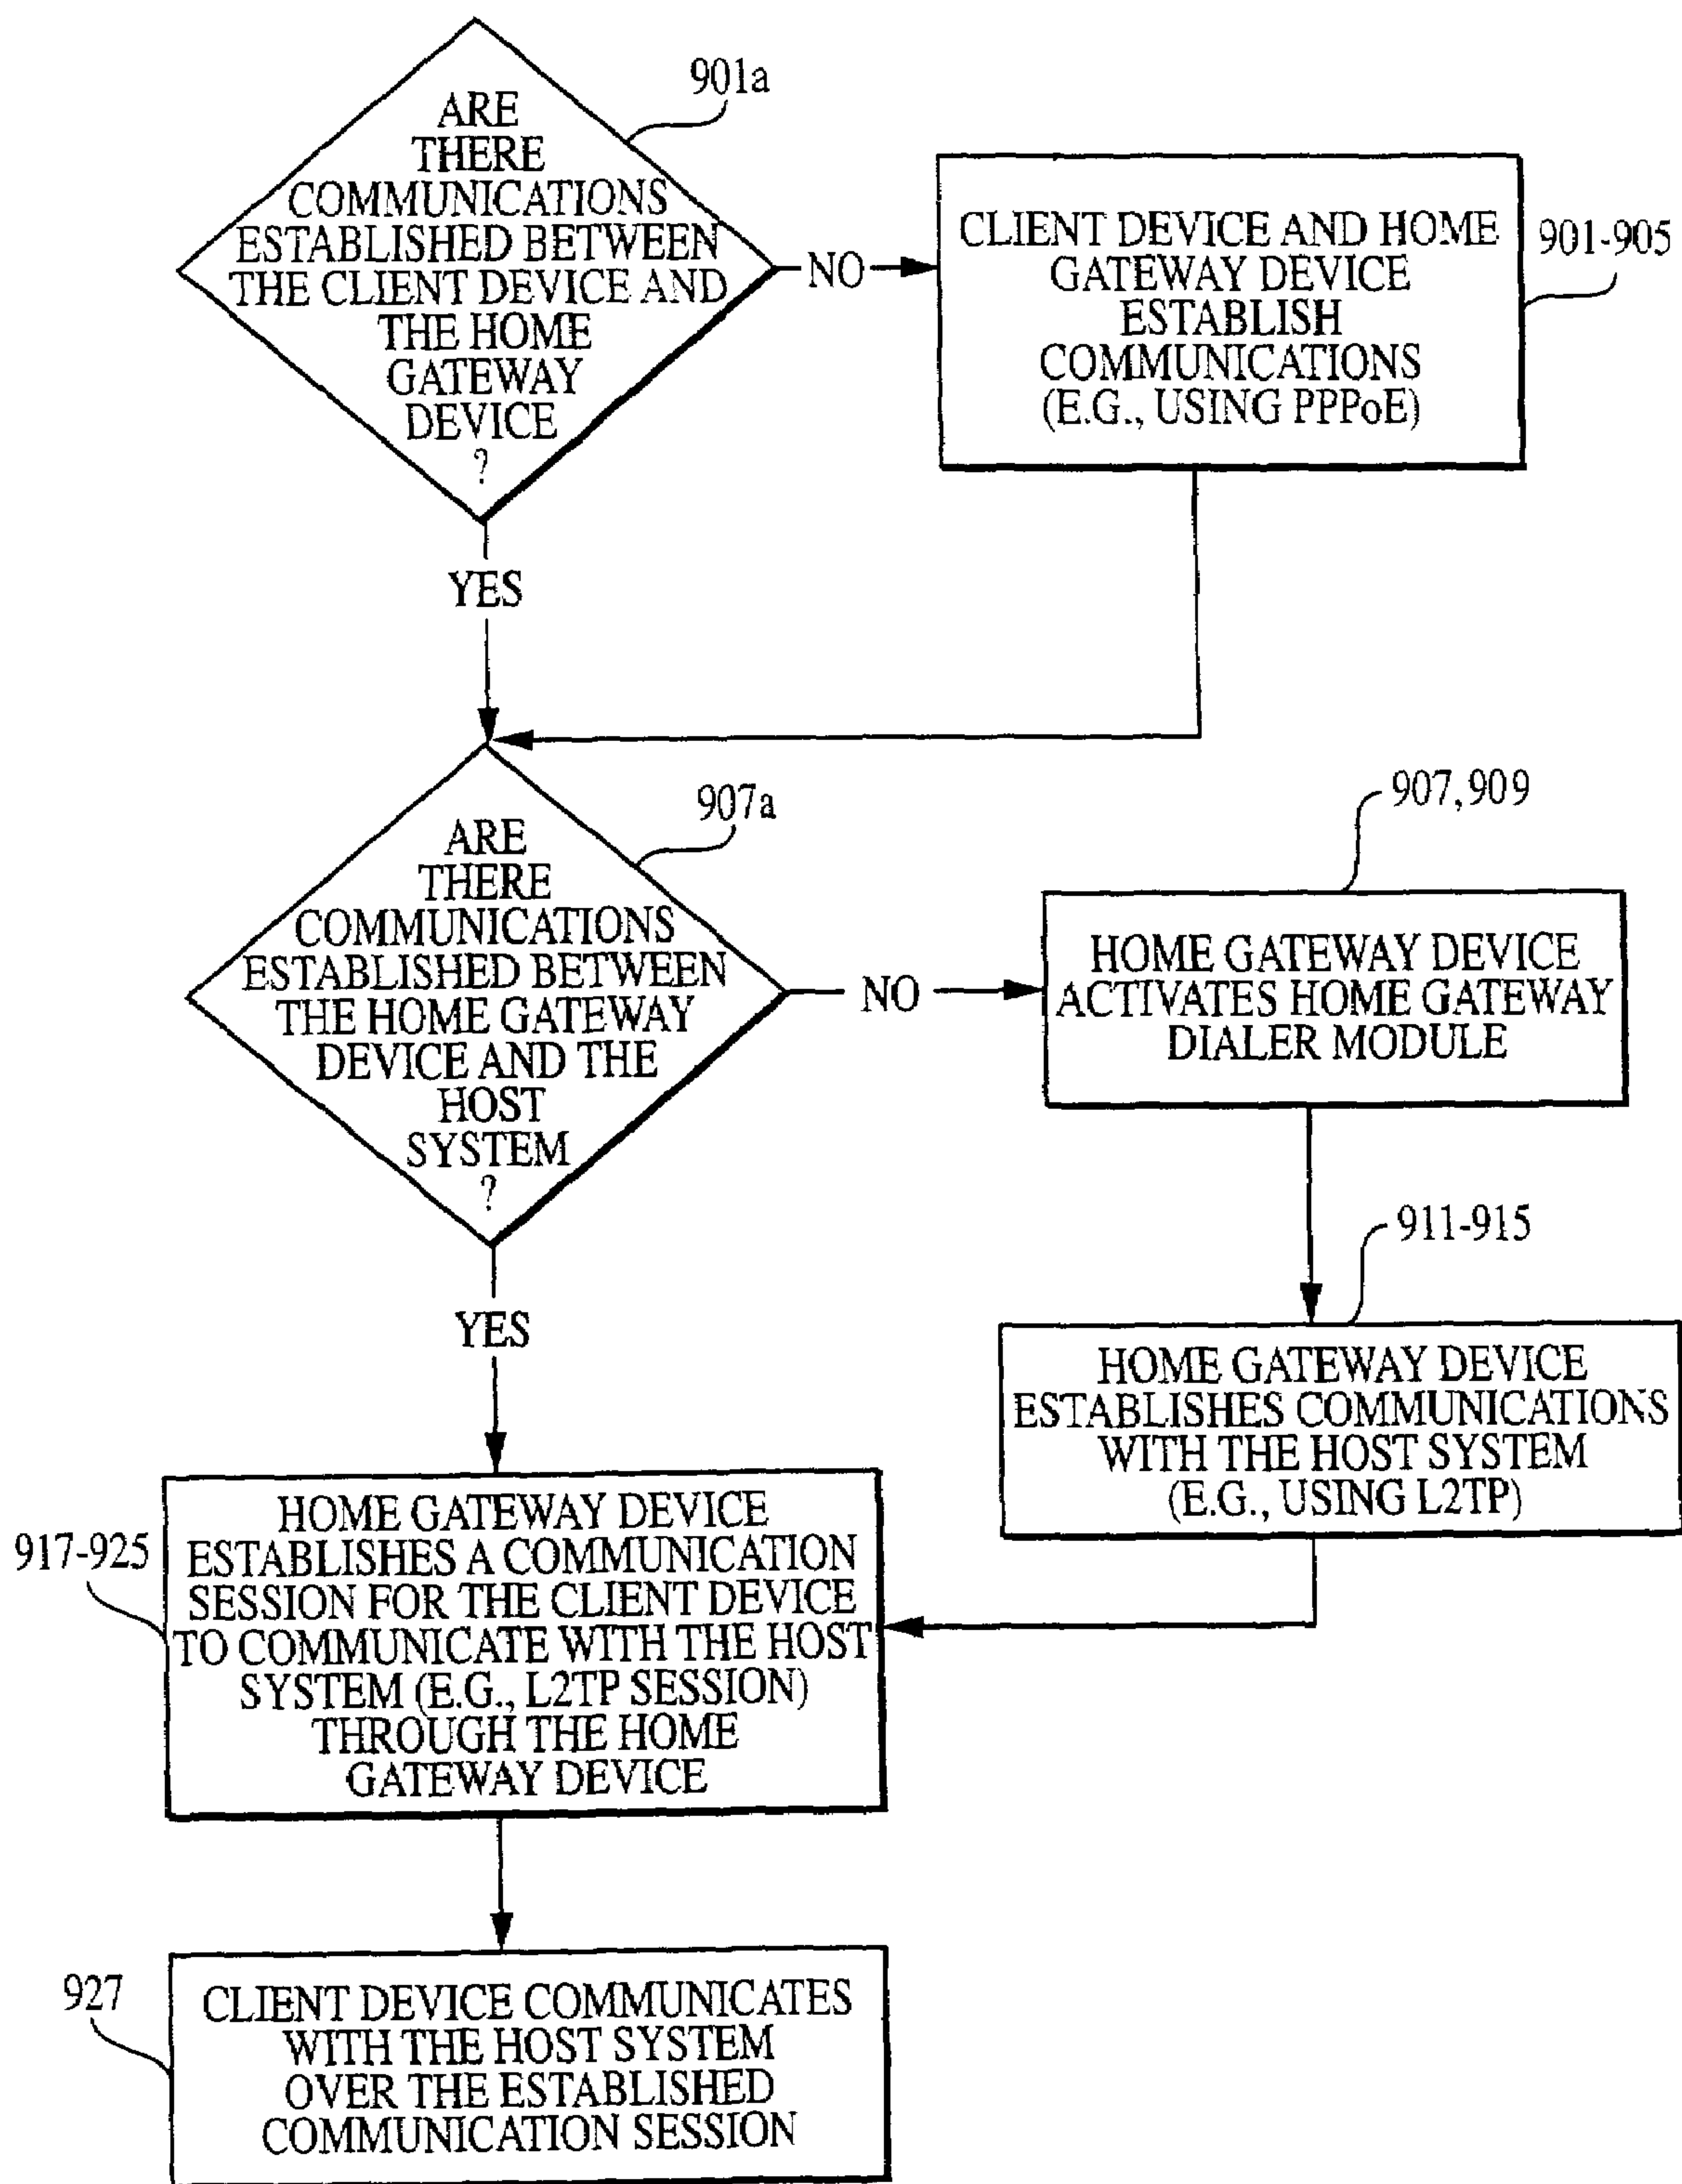 ARE
THERE
COMMUNICATIONS
ESTABLISHED BETWEEN
THE CLIENT DEVICE AND
THE HOME
GATEWAY
DEVICE
?
901a
NO
CLIENT DEVICE AND HOME
GATEWAY DEVICE
ESTABLISH
COMMUNICATIONS
(E.G., USING PPPoE)
901-905
YES
ARE
THERE
COMMUNICATIONS
ESTABLISHED BETWEEN
THE HOME GATEWAY
DEVICE AND THE
HOST
SYSTEM
?
907a
NO
907,909
HOME GATEWAY DEVICE
ACTIVATES HOME GATEWAY
DIALER MODULE
911-915
HOME GATEWAY DEVICE
ESTABLISHES COMMUNICATIONS
WITH THE HOST SYSTEM
(E.G., USING L2TP)
YES
917-925
HOME GATEWAY DEVICE
ESTABLISHES A COMMUNICATION
SESSION FOR THE CLIENT DEVICE
TO COMMUNICATE WITH THE HOST
SYSTEM (E.G., L2TP SESSION)
THROUGH THE HOME
GATEWAY DEVICE
927
CLIENT DEVICE COMMUNICATES
WITH THE HOST SYSTEM
OVER THE ESTABLISHED
COMMUNICATION SESSION